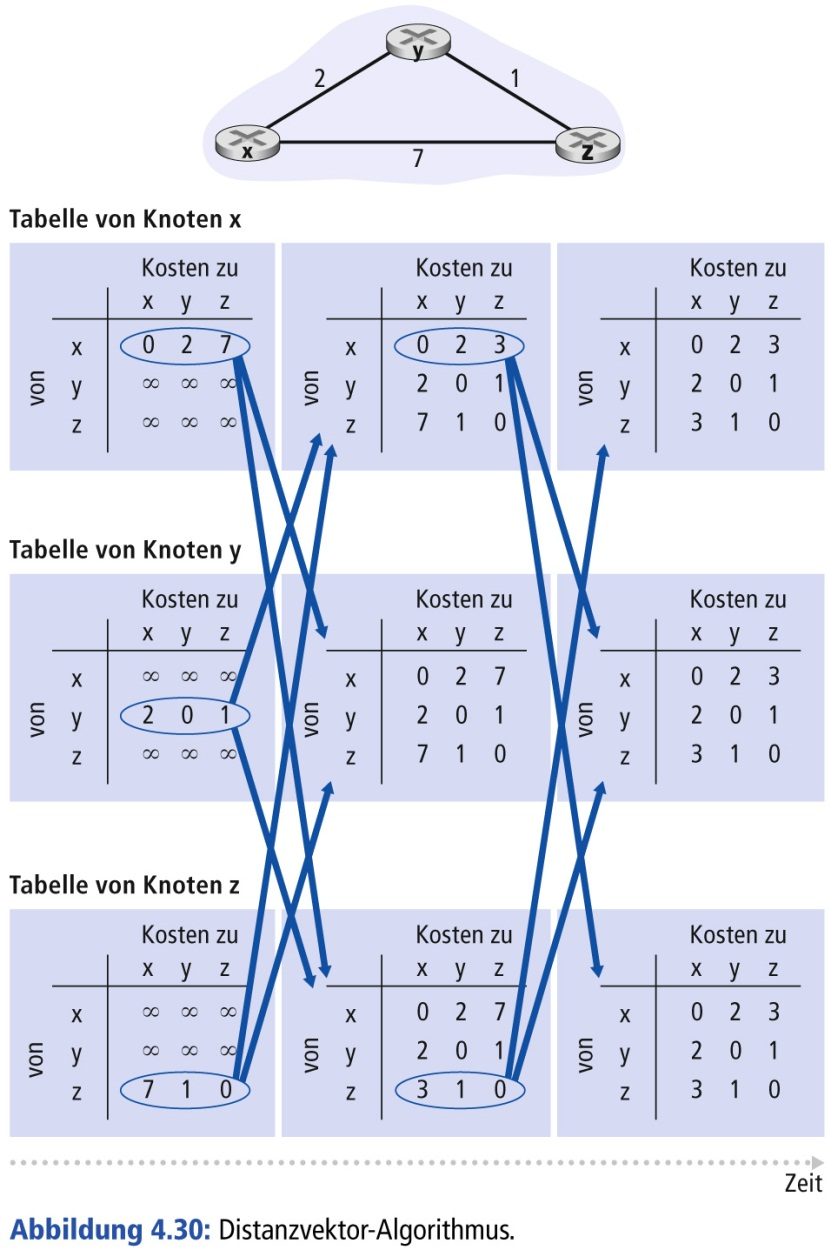 y
2
1
x
z
7
Tabelle von Knoten x
Kosten zu Kosten zu Kosten zu
x y z x y z x y z
x 0 2 7 x 0 2 3 x 0 2 3
von y ∞ ∞ ∞ von y 2 0 1 von y 2 0 1
z ∞ ∞ ∞ z 7 1 0 z 3 1 0
Tabelle von Knoten y
Kosten zu Kosten zu Kosten zu
x y z x y z x y z
x ∞ ∞ ∞ x 0 2 7 x 0 2 3
von y 2 0 1 von y 2 0 1 von y 2 0 1
z ∞ ∞ ∞ z 7 1 0 z 3 1 0
Tabelle von Knoten z
Kosten zu Kosten zu Kosten zu
x y z x y z x y z
x ∞ ∞ ∞ x 0 2 7 x 0 2 3
von y ∞ ∞ ∞ von y 2 0 1 von y 2 0 1
z 7 1 0 z 3 1 0 z 3 1 0
Zeit
Abbildung 4.30: Distanzvektor-Algorithmus.